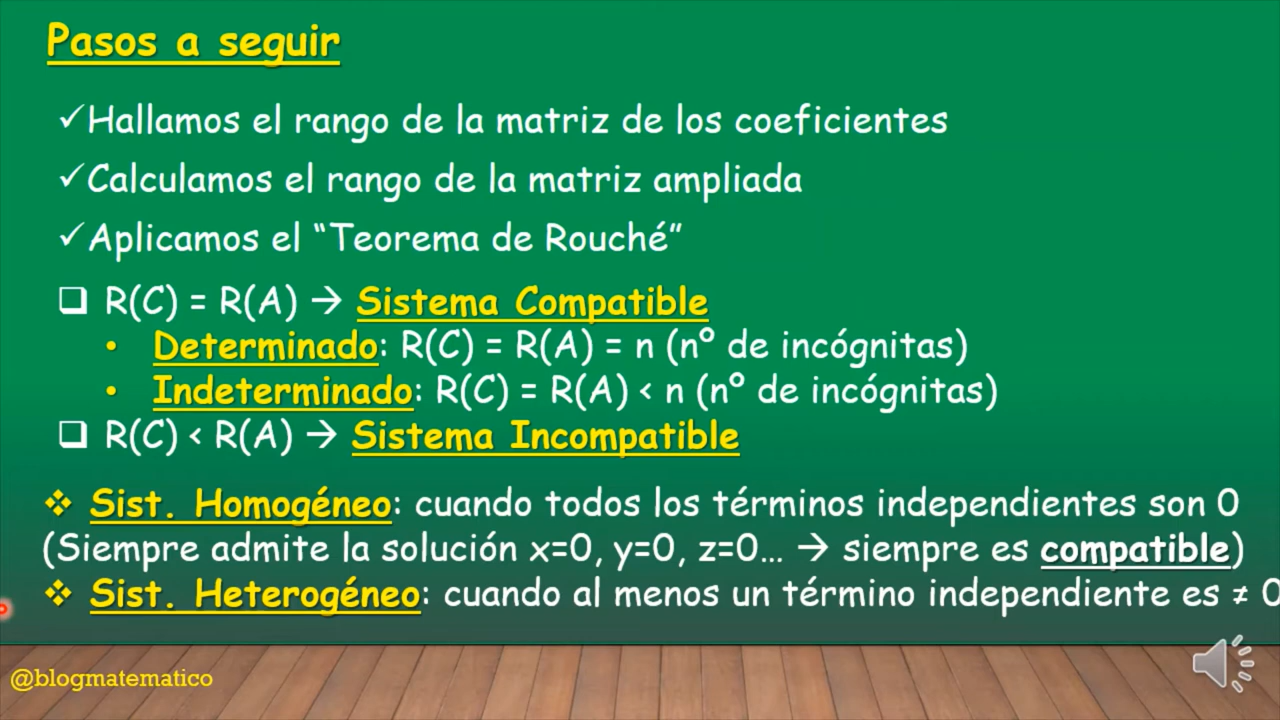 Pasos a seguir
✓Hallamos el rango de la matriz de los coeficientes
✓Calculamos el rango de la matriz ampliada
✓Aplicamos el “Teorema de Rouché”
❑ R(C) = R(A) → Sistema Compatible
• Determinado: R(C) = R(A) = n (nº de incógnitas)
• Indeterminado: R(C) = R(A) < n (nº de incógnitas)
❑ R(C) < R(A) → Sistema Incompatible
❖ Sist. Homogéneo: cuando todos los términos independientes son 0
(Siempre admite la solución x=0, y=0, z=0… → siempre es compatible)
❖ Sist. Heterogéneo: cuando al menos un término independiente es ≠ 0
@blogmatematico